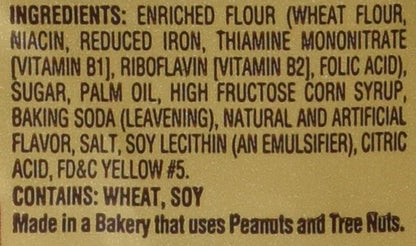 INGREDIENTS: ENRICHED FLOUR (WHEAT FLOUR,
NIACIN, REDUCED IRON, THIAMINE MONONITRATE
[VITAMIN B1], RIBOFLAVIN [VITAMIN B2], FOLIC ACID),
SUGAR, PALM OIL, HIGH FRUCTOSE CORN SYRUP,
BAKING SODA (LEAVENING), NATURAL AND ARTIFICIAL
FLAVOR, SALT, SOY LECITHIN (AN EMULSIFIER), CITRIC
ACID, FD&C YELLOW #5.
CONTAINS: WHEAT, SOY
Made in a Bakery that uses Peanuts and Tree Nuts.